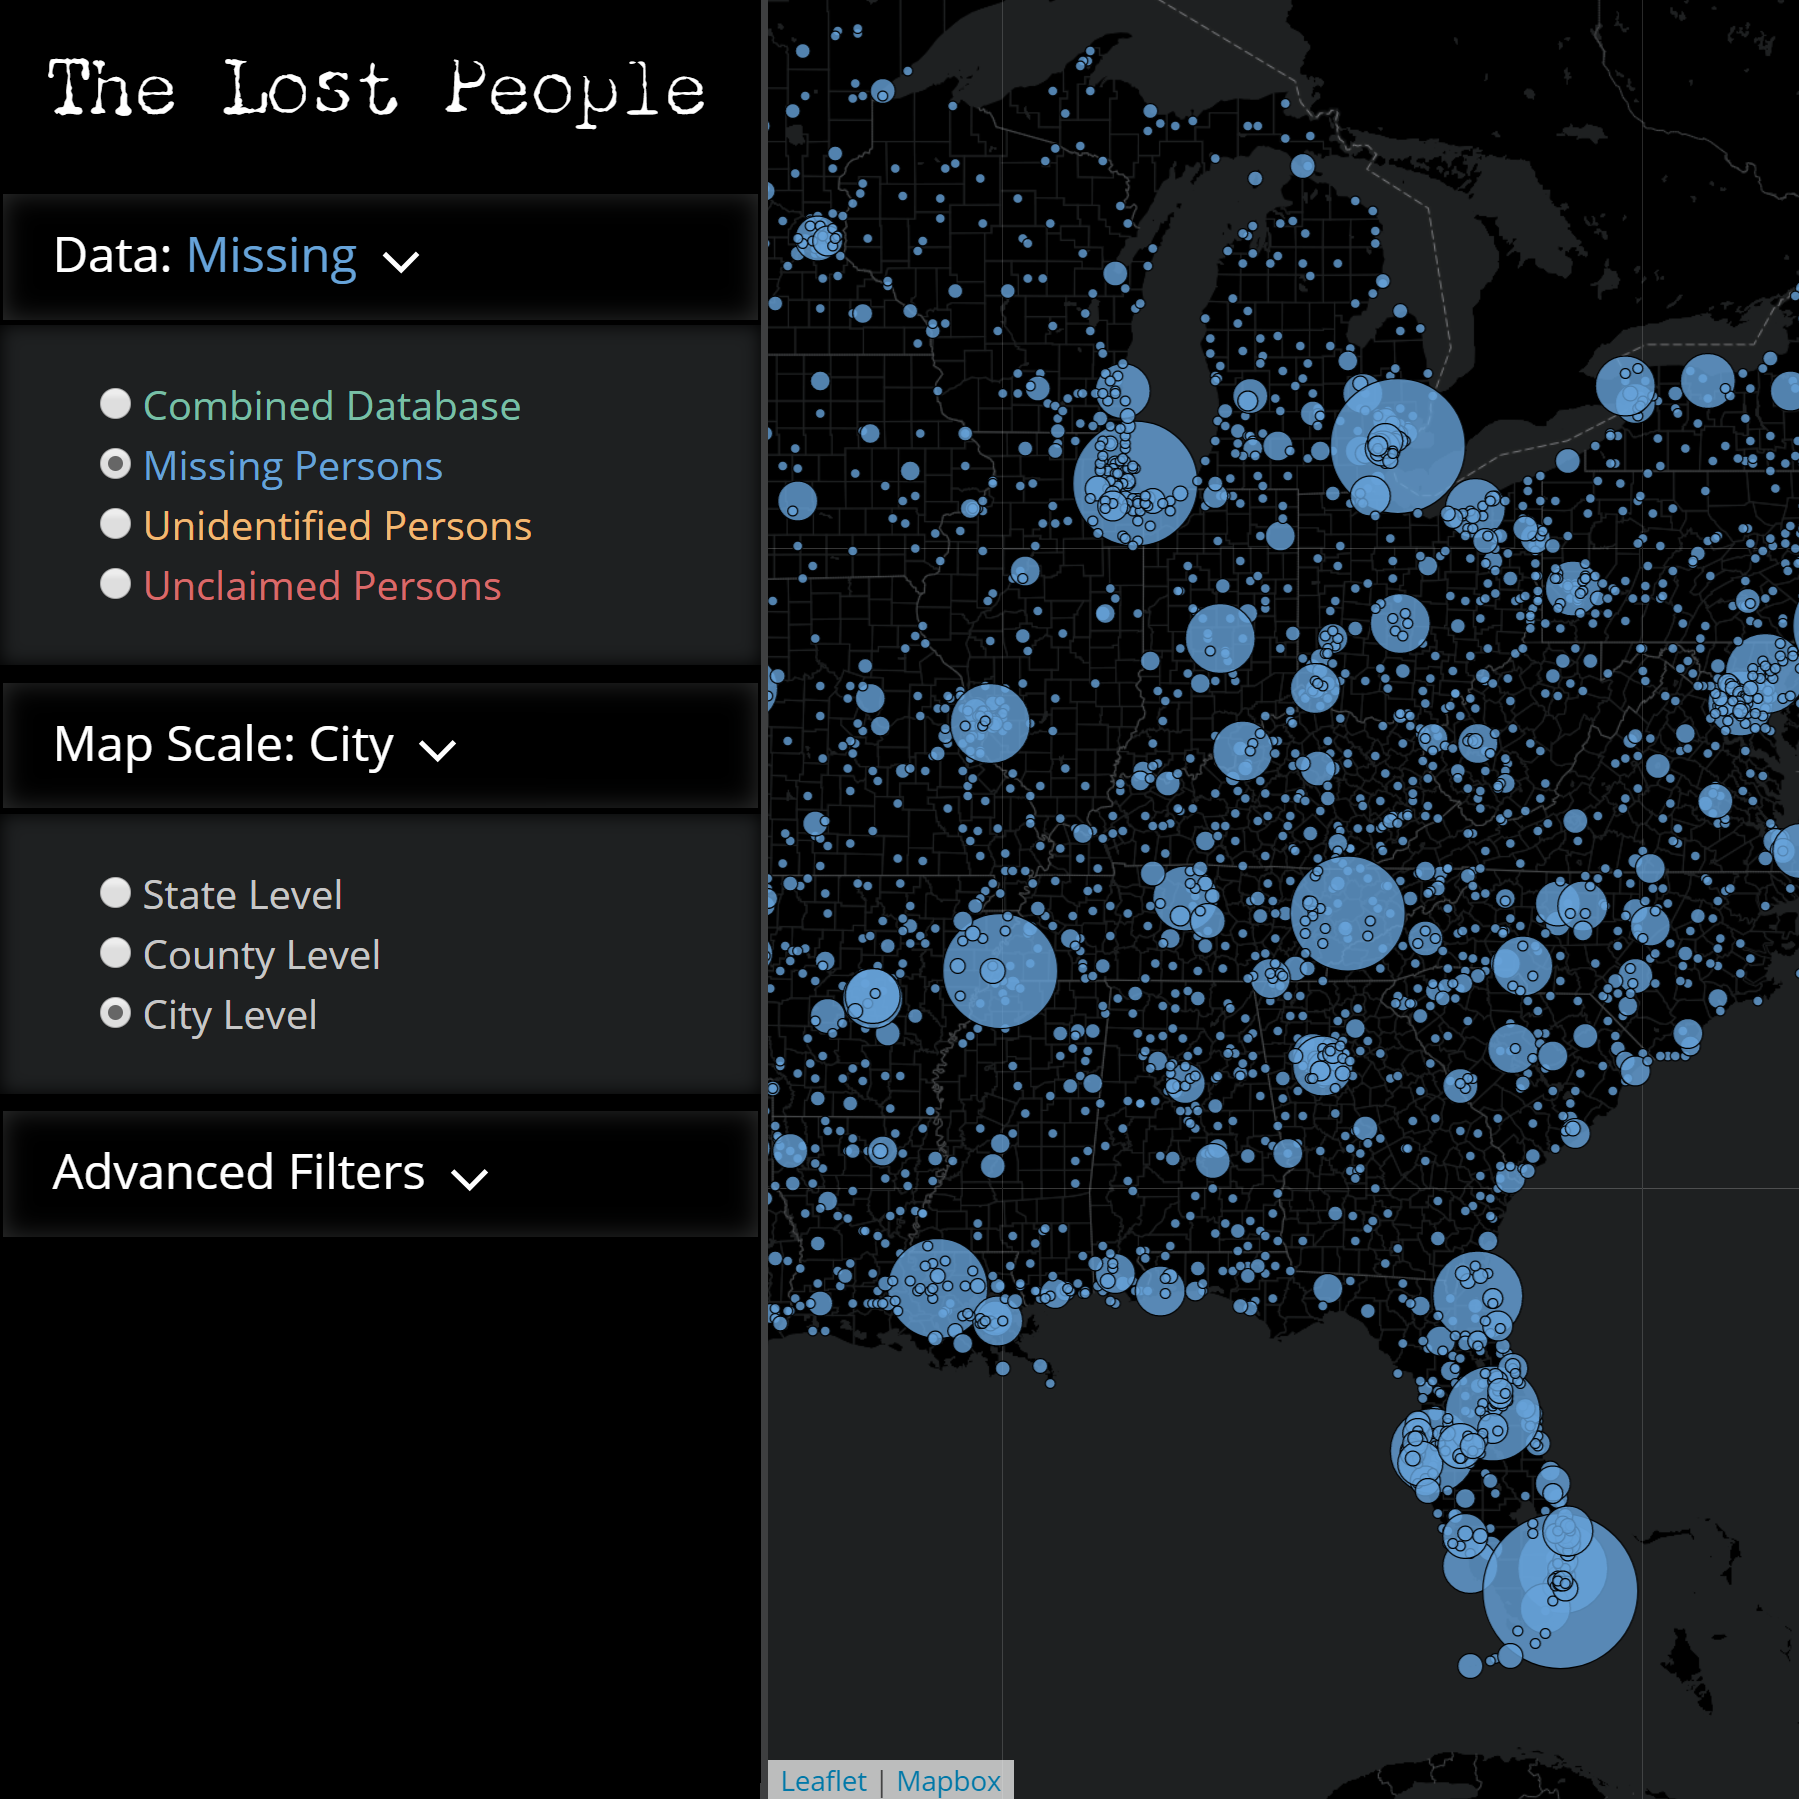 The Lost People
Data: Missing
Combined Database
Missing Persons
Unidentified Persons
Unclaimed Persons
Map Scale: City
State Level
County Level
City Level
Advanced Filters
Leaflet | Mapbox